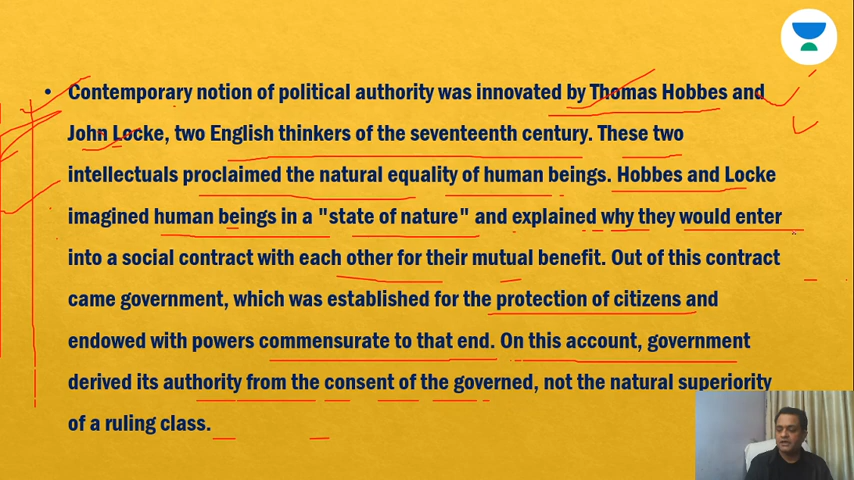 • Contemporary notion of political authority was innovated by Thomas Hobbes and
John Locke, two English thinkers of the seventeenth century. These two
intellectuals proclaimed the natural equality of human beings. Hobbes and Locke
imagined human beings in a "state of nature" and explained why they would enter
into a social contract with each other for their mutual benefit. Out of this contract
came government, which was established for the protection of citizens and
endowed with powers commensurate to that end. On this account, government
derived its authority from the consent of the governed, not the natural superiority
of a ruling class.